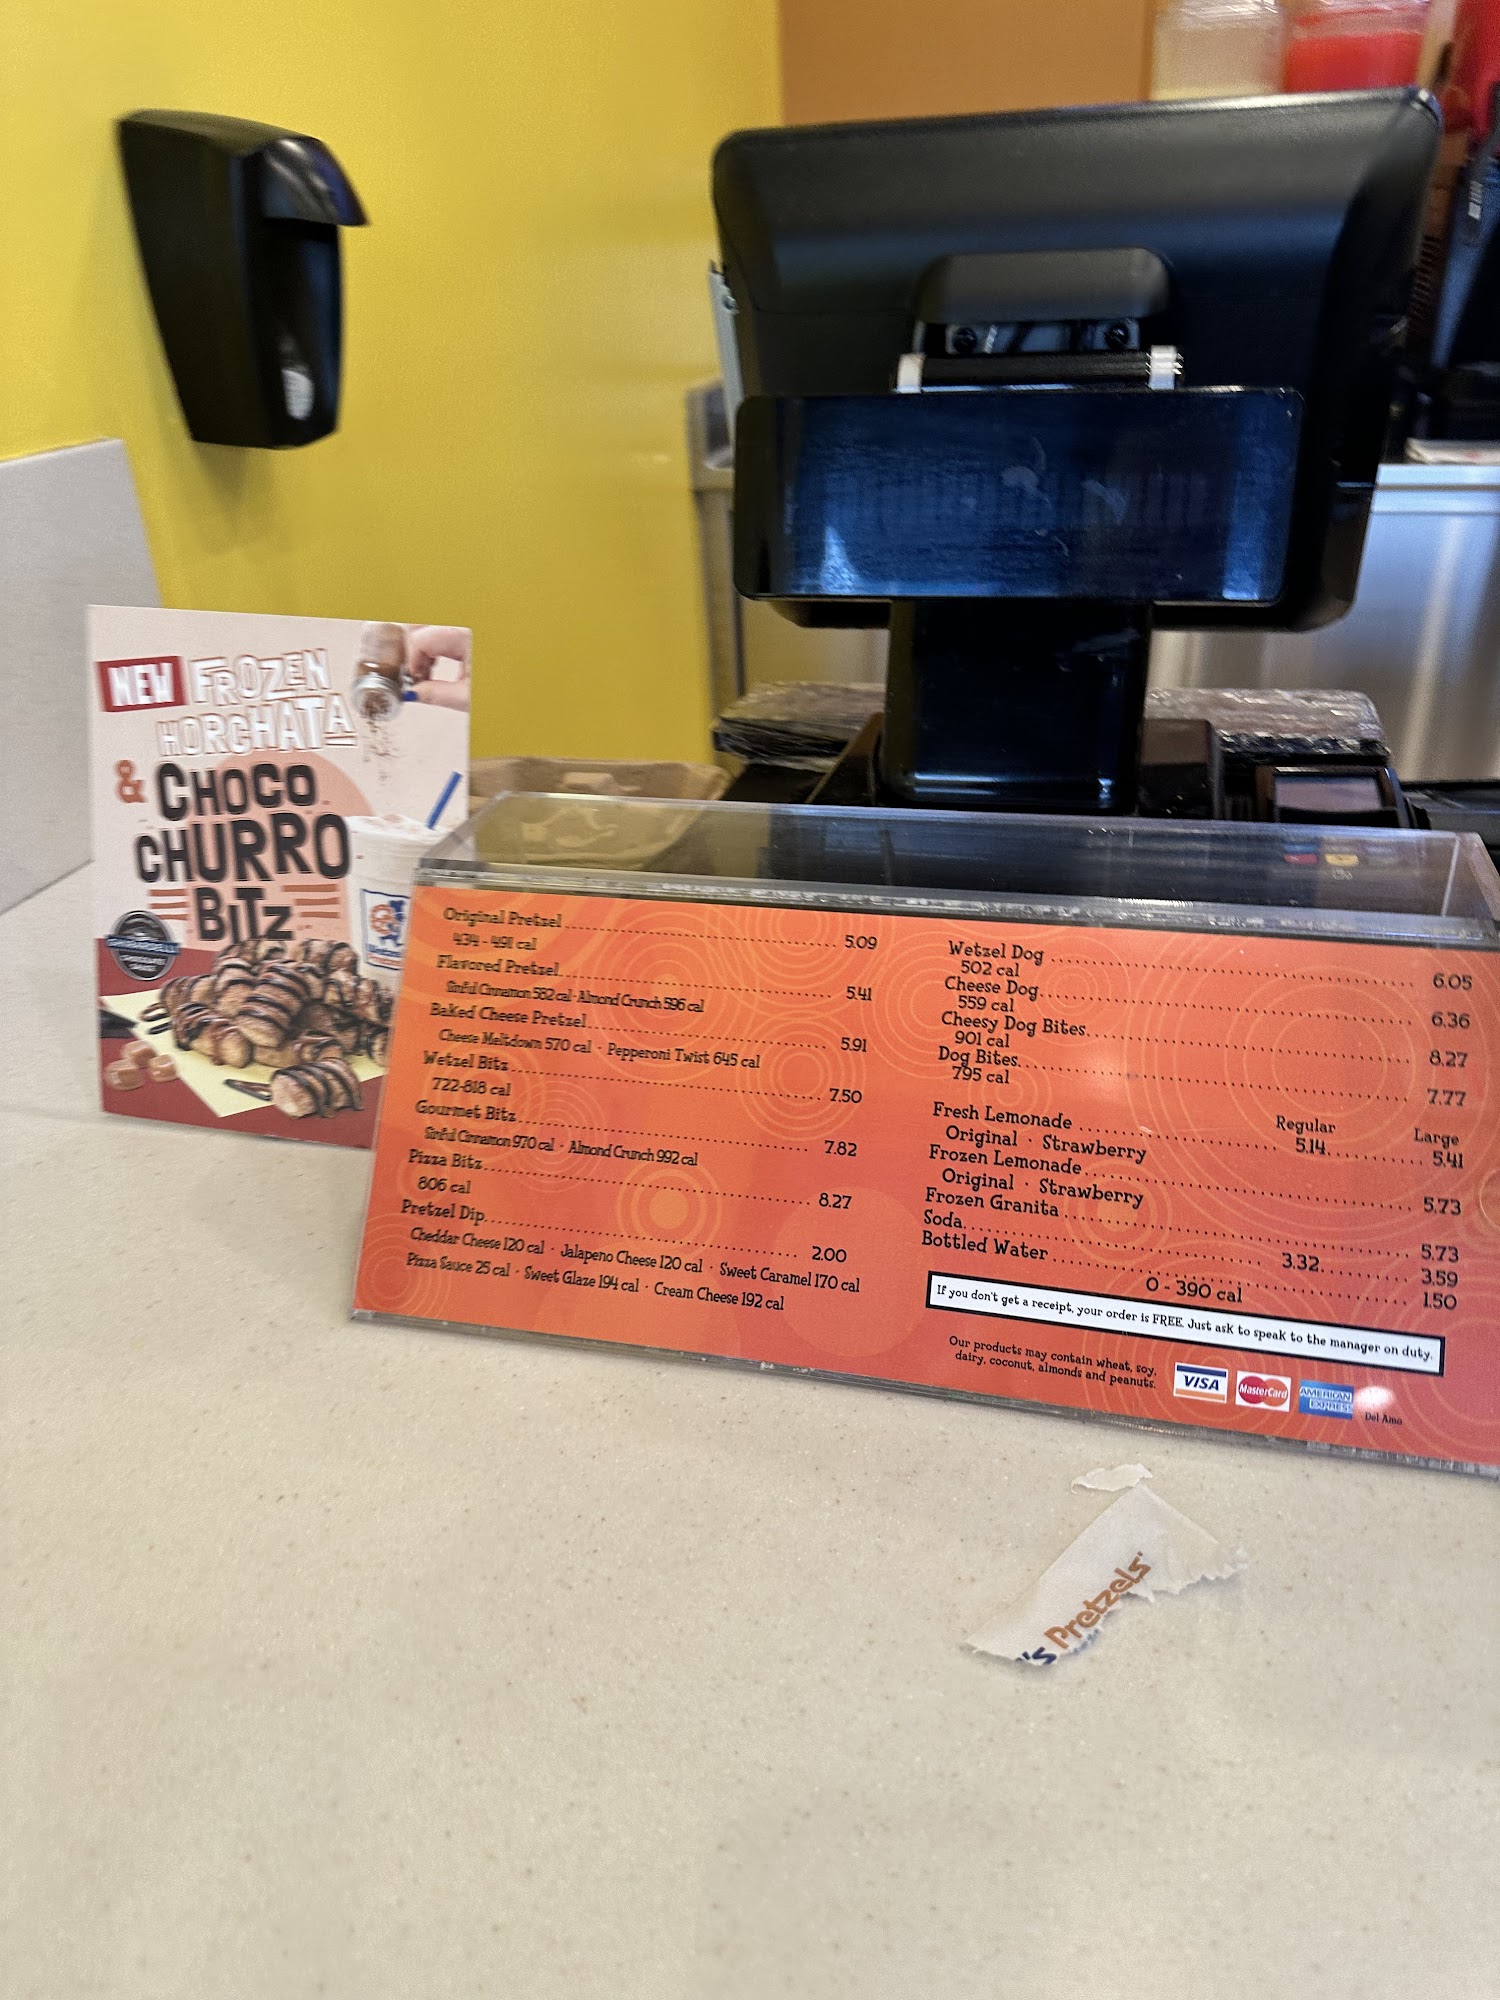 NEW FROZEN
HORCHATA
& CHOCO
CHURRO
BITZ
GHIRARDELLI
Original Pretzel 5.09
434 - 491 cal
Flavored Pretzel 5.41
Sinful Cinnamon 582 cal · Almond Crunch 596 cal
Baked Cheese Pretzel 5.91
Cheese Meltdown 570 cal · Pepperoni Twist 645 cal
Wetzel Bitz 7.50
722-818 cal
Gourmet Bitz 7.82
Sinful Cinnamon 970 cal · Almond Crunch 992 cal
Pizza Bitz 8.27
806 cal
Pretzel Dip 2.00
Cheddar Cheese 120 cal · Jalapeno Cheese 120 cal · Sweet Caramel 170 cal
Pizza Sauce 25 cal · Sweet Glaze 194 cal · Cream Cheese 192 cal
Wetzel Dog 6.05
502 cal
Cheese Dog 6.36
559 cal
Cheesy Dog Bites 8.27
901 cal
Dog Bites 7.77
795 cal
Regular Large
Fresh Lemonade 5.14 5.41
Original · Strawberry
Frozen Lemonade 5.73
Original · Strawberry
Frozen Granita 5.73
Soda 3.32 3.59
Bottled Water 1.50
0 - 390 cal
If you don't get a receipt, your order is FREE. Just ask to speak to the manager on duty.
Our products may contain wheat, soy,
dairy, coconut, almonds and peanuts.
VISA
MasterCard
AMERICAN
EXPRESS
Del Amo
's Pretzels